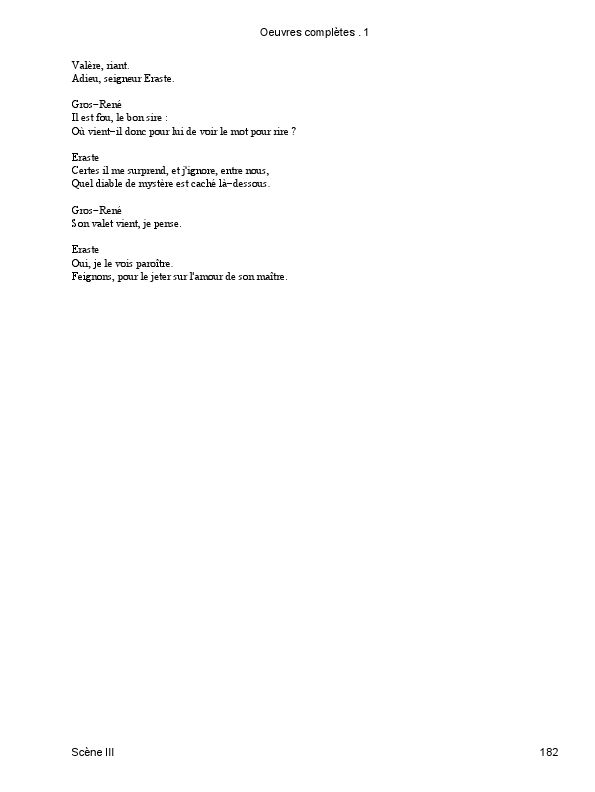 Oeuvres complètes . 1
Valère, riant.
Adieu, seigneur Eraste.
Gros−René
Il est fou, le bon sire :
Où vient−il donc pour lui de voir le mot pour rire ?
Eraste
Certes il me surprend, et j'ignore, entre nous,
Quel diable de mystère est caché là−dessous.
Gros−René
Son valet vient, je pense.
Eraste
Oui, je le vois paroître.
Feignons, pour le jeter sur l'amour de son maître.
Scène III 182